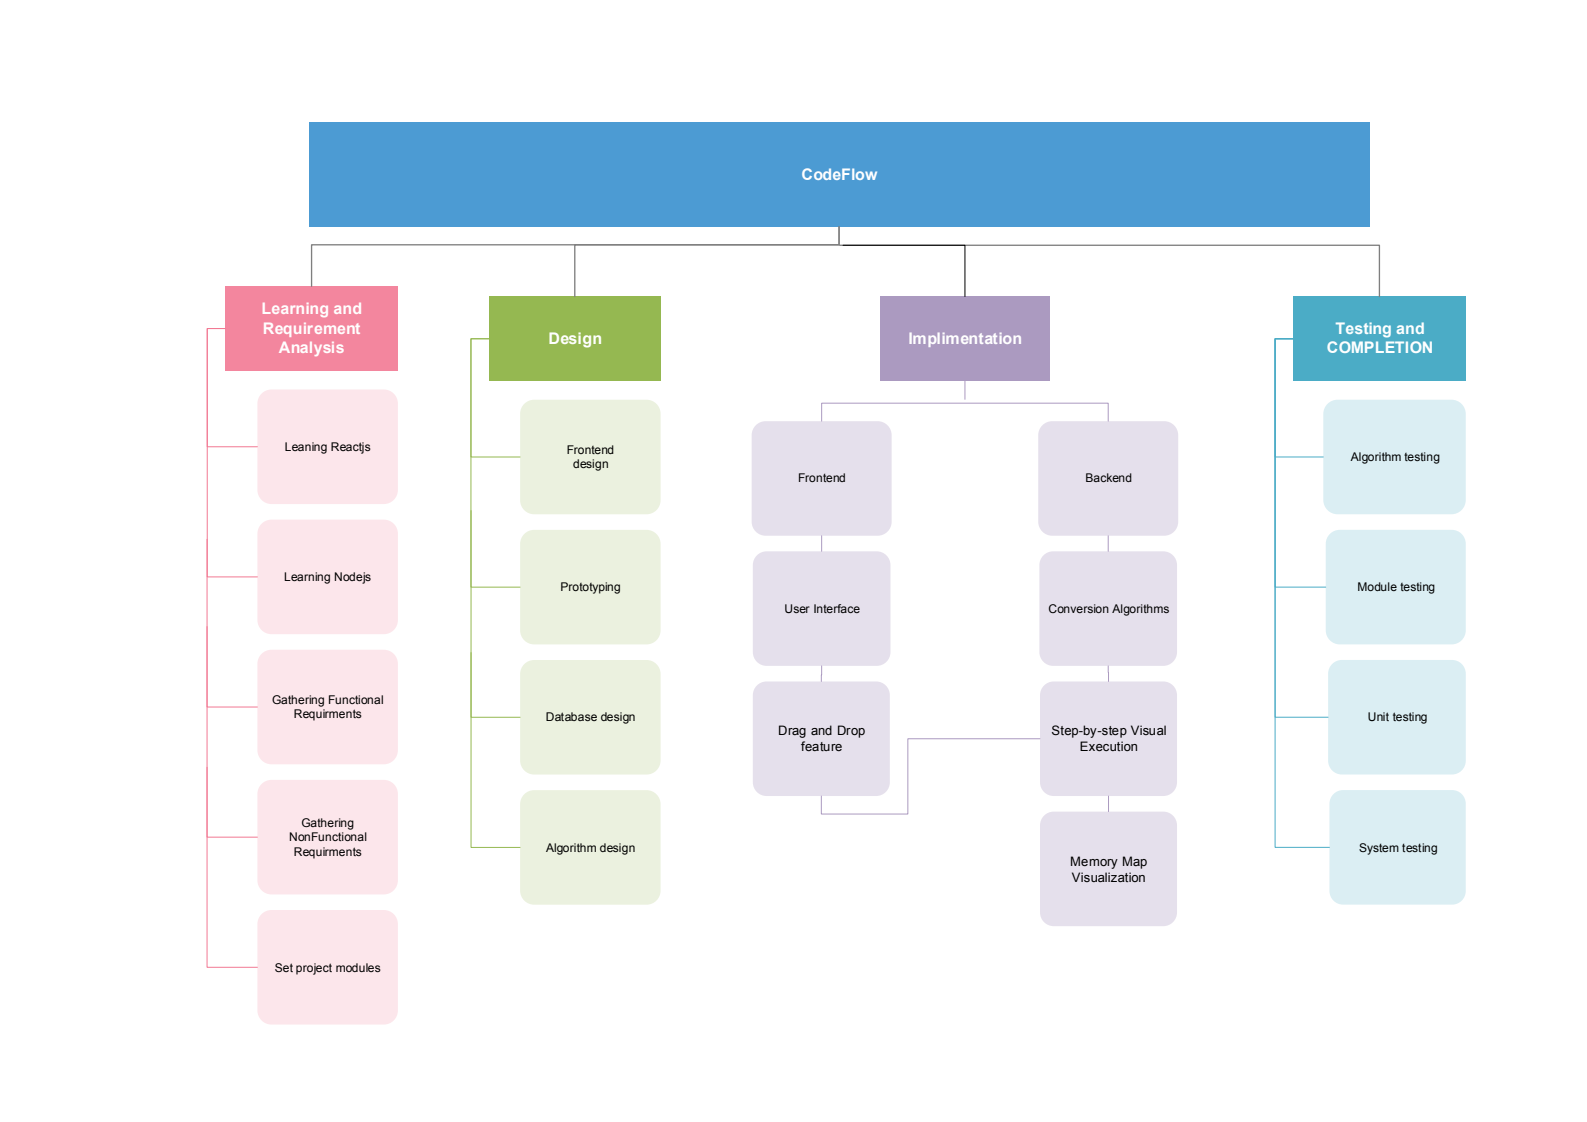 CodeFlow
Learning and
Requirement
Analysis
Leaning Reactjs
Learning Nodejs
Gathering Functional
Requirments
Gathering
NonFunctional
Requirments
Set project modules
Design
Frontend
design
Prototyping
Database design
Algorithm design
Implimentation
Frontend
User Interface
Drag and Drop
feature
Backend
Conversion Algorithms
Step-by-step Visual
Execution
Memory Map
Visualization
Testing and
COMPLETION
Algorithm testing
Module testing
Unit testing
System testing